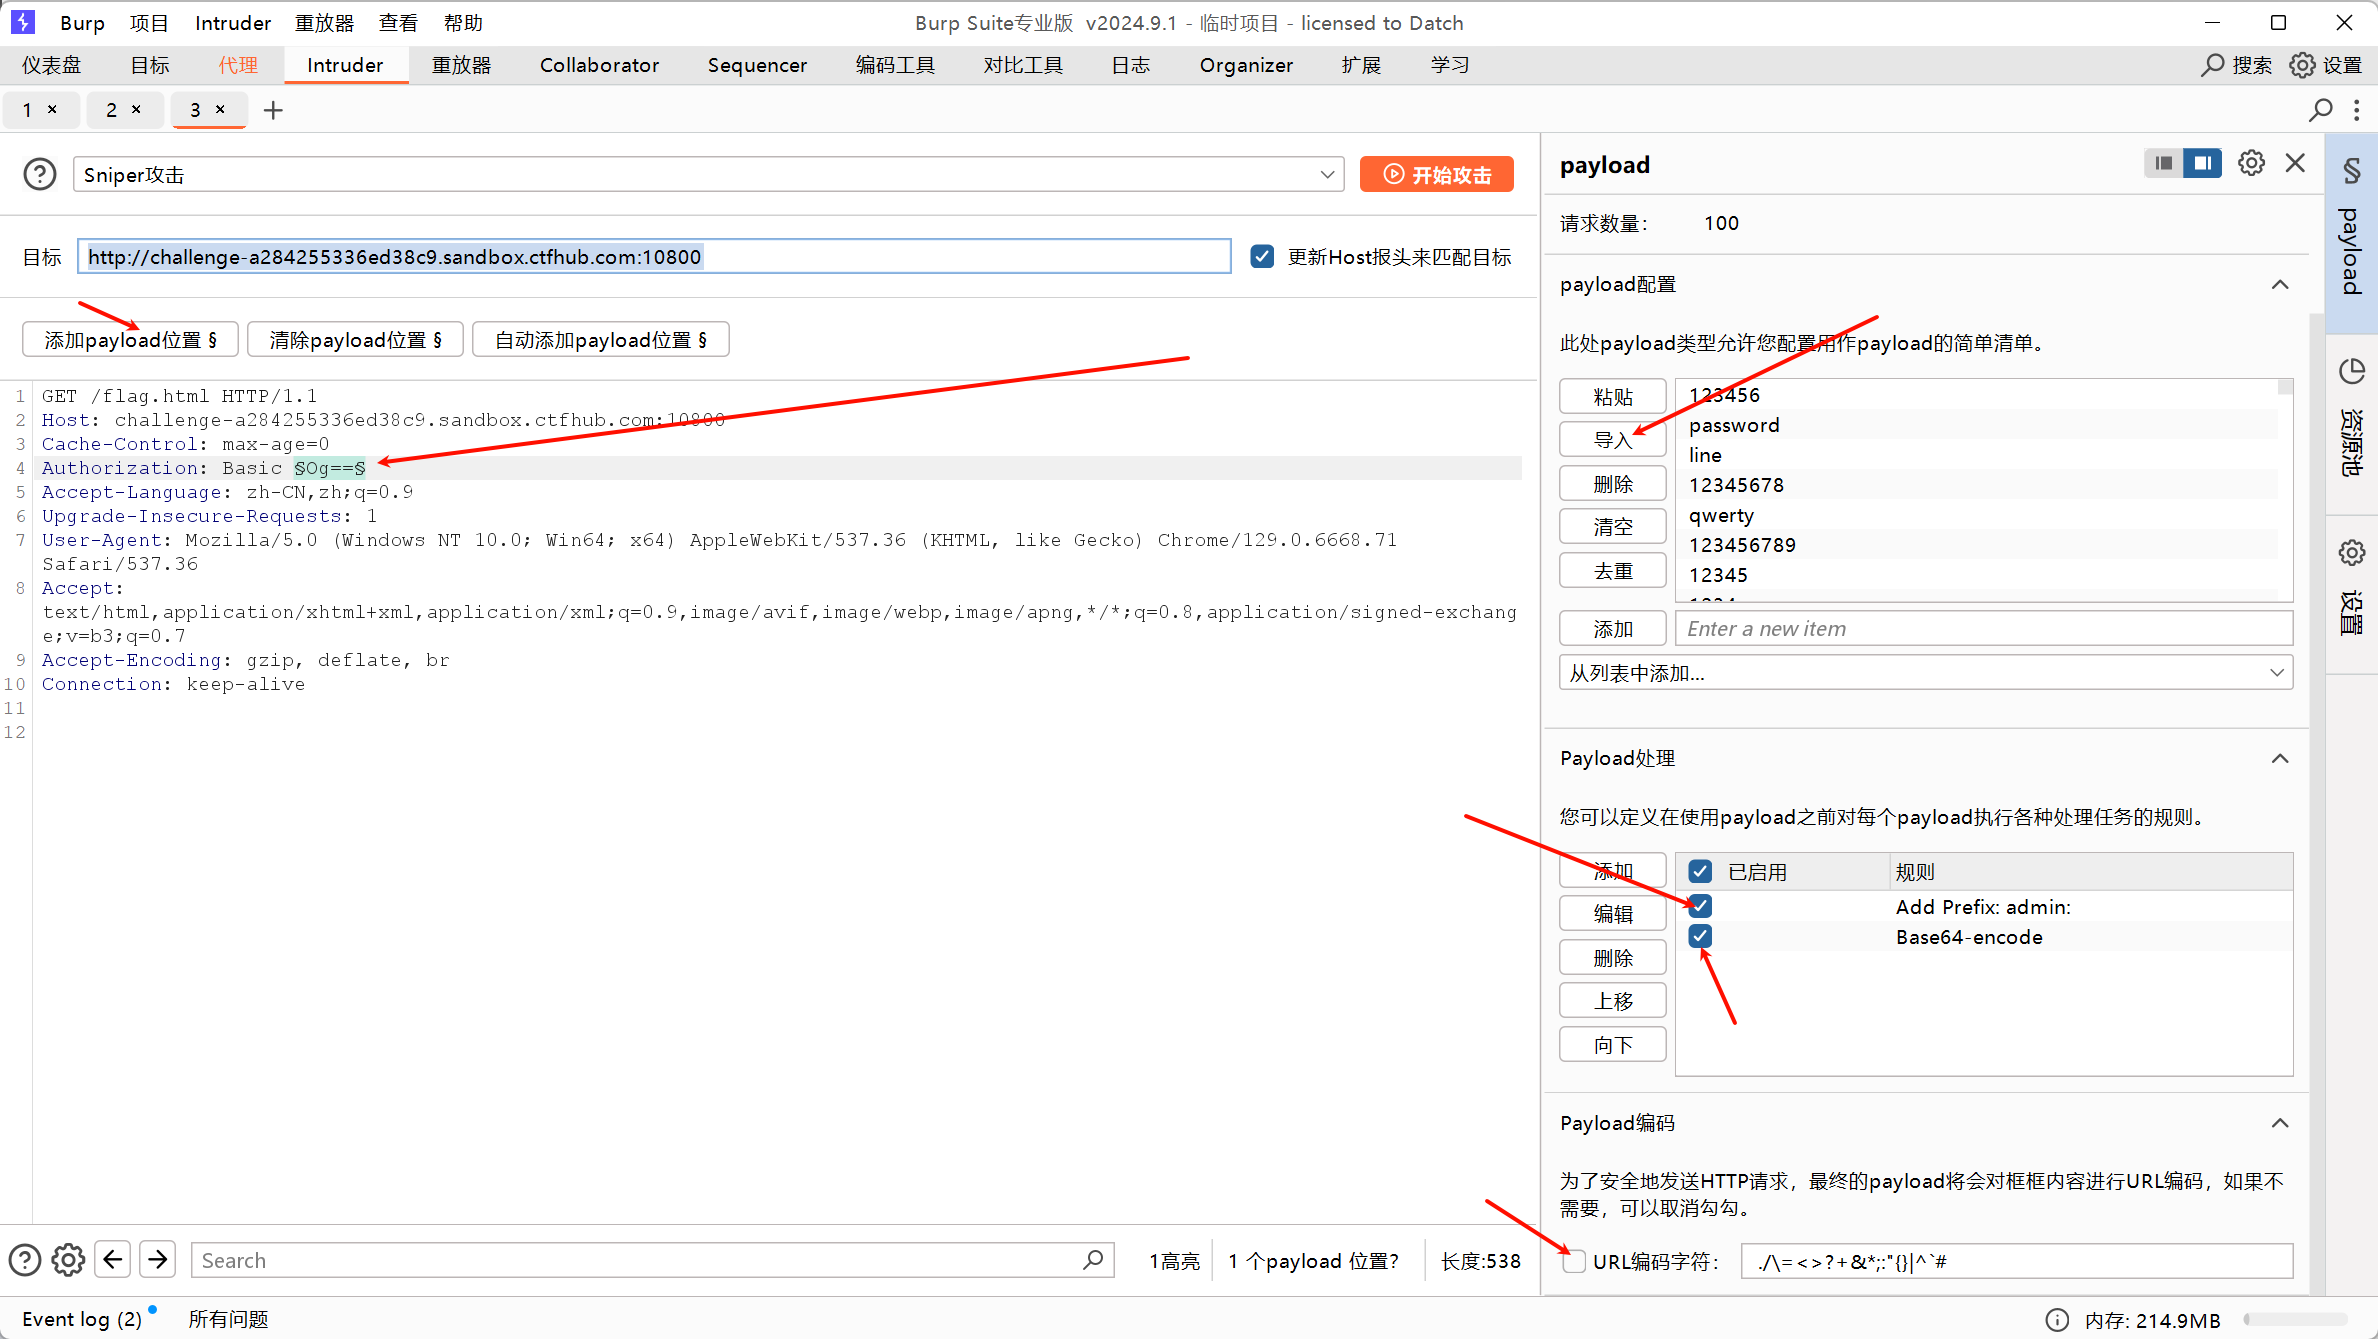 Burp 项目 Intruder 重放器 查看 帮助 Burp Suite专业版 v2024.9.1 - 临时项目 - licensed to Datch
仪表盘 目标 代理 Intruder 重放器 Collaborator Sequencer 编码工具 对比工具 日志 Organizer 扩展 学习 搜索 设置
1 × 2 × 3 × +
Sniper攻击 开始攻击
目标 http://challenge-a284255336ed38c9.sandbox.ctfhub.com:10800 更新Host报头来匹配目标
添加payload位置 § 清除payload位置 § 自动添加payload位置 §
1 GET /flag.html HTTP/1.1
2 Host: challenge-a284255336ed38c9.sandbox.ctfhub.com:10800
3 Cache-Control: max-age=0
4 Authorization: Basic §Og==§
5 Accept-Language: zh-CN,zh;q=0.9
6 Upgrade-Insecure-Requests: 1
7 User-Agent: Mozilla/5.0 (Windows NT 10.0; Win64; x64) AppleWebKit/537.36 (KHTML, like Gecko) Chrome/129.0.6668.71
Safari/537.36
8 Accept:
text/html,application/xhtml+xml,application/xml;q=0.9,image/avif,image/webp,image/apng,*/*;q=0.8,application/signed-exchang
e;v=b3;q=0.7
9 Accept-Encoding: gzip, deflate, br
10 Connection: keep-alive
11
12
Search 1高亮 1 个payload 位置? 长度:538
payload
请求数量： 100
payload配置
此处payload类型允许您配置用作payload的简单清单。
粘贴
导入
删除
清空
去重
123456
password
line
12345678
qwerty
123456789
12345
1234
添加 Enter a new item
从列表中添加...
Payload处理
您可以定义在使用payload之前对每个payload执行各种处理任务的规则。
添加
编辑
删除
上移
向下
已启用 规则
Add Prefix: admin:
Base64-encode
Payload编码
为了安全地发送HTTP请求，最终的payload将会对框框内容进行URL编码，如果不
需要，可以取消勾勾。
URL编码字符： ./\=<>?+&*;:"{}|^`#
§ payload
资源池
设置
Event log (2) 所有问题 内存: 214.9MB